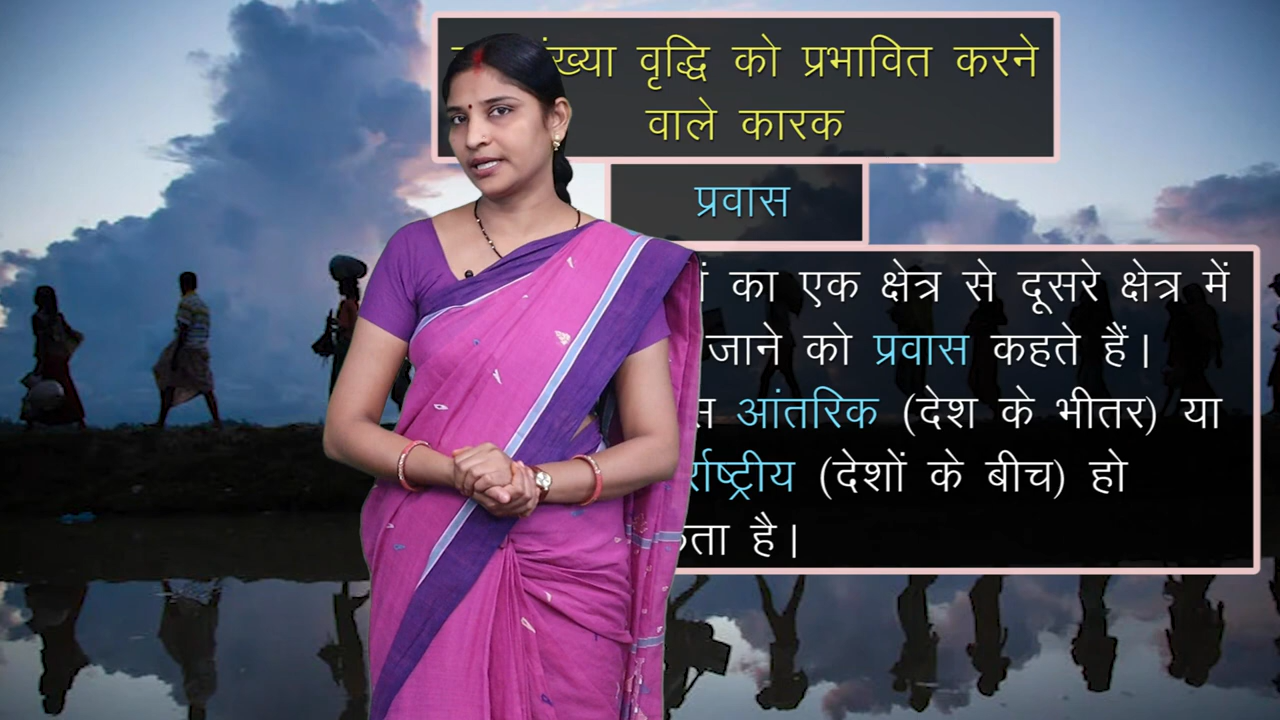 वृद्धि को प्रभावित करने
वाले कारक
प्रवास
का एक क्षेत्र से दूसरे क्षेत्र में
जाने को प्रवास कहते हैं।
आंतरिक (देश के भीतर) या
(देशों के बीच) हो
है।